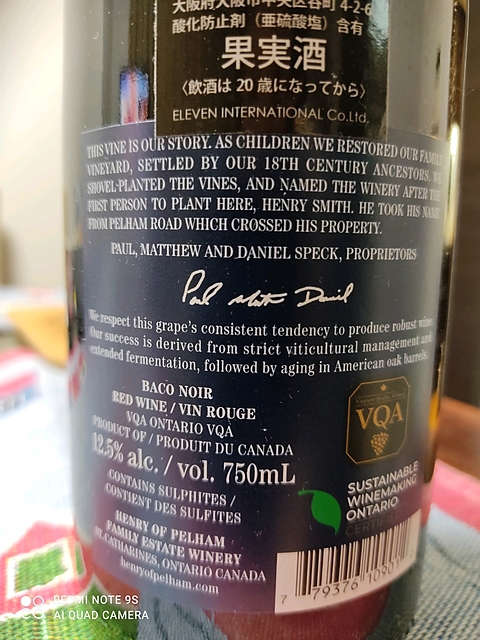 大阪府大阪市中央区谷町 4-2-6
酸化防止剤（亜硫酸塩）含有
果実酒
〈飲酒は 20 歳になってから〉
ELEVEN INTERNATIONAL Co.Ltd.
THIS VINE IS OUR STORY. AS CHILDREN WE RESTORED OUR FAMILY
VINEYARD, SETTLED BY OUR 18TH CENTURY ANCESTORS. WE
SHOVEL-PLANTED THE VINES, AND NAMED THE WINERY AFTER THE
FIRST PERSON TO PLANT HERE, HENRY SMITH. HE TOOK HIS NAME
FROM PELHAM ROAD WHICH CROSSED HIS PROPERTY.
PAUL, MATTHEW AND DANIEL SPECK, PROPRIETORS
Paul Matt Daniel
We respect this grape's consistent tendency to produce robust wine.
Our success is derived from strict viticultural management and
extended fermentation, followed by aging in American oak barrels.
BACO NOIR
RED WINE / VIN ROUGE
VQA ONTARIO VQA
PRODUCT OF / PRODUIT DU CANADA
12.5% alc. / vol. 750mL
CONTAINS SULPHITES /
CONTIENT DES SULFITES
HENRY OF PELHAM
FAMILY ESTATE WINERY
ST. CATHARINES, ONTARIO CANADA
henryofpelham.com
VQA
SUSTAINABLE
WINEMAKING
ONTARIO
CERTIFIED
7 79376 10901
REDMI NOTE 9S
AI QUAD CAMERA